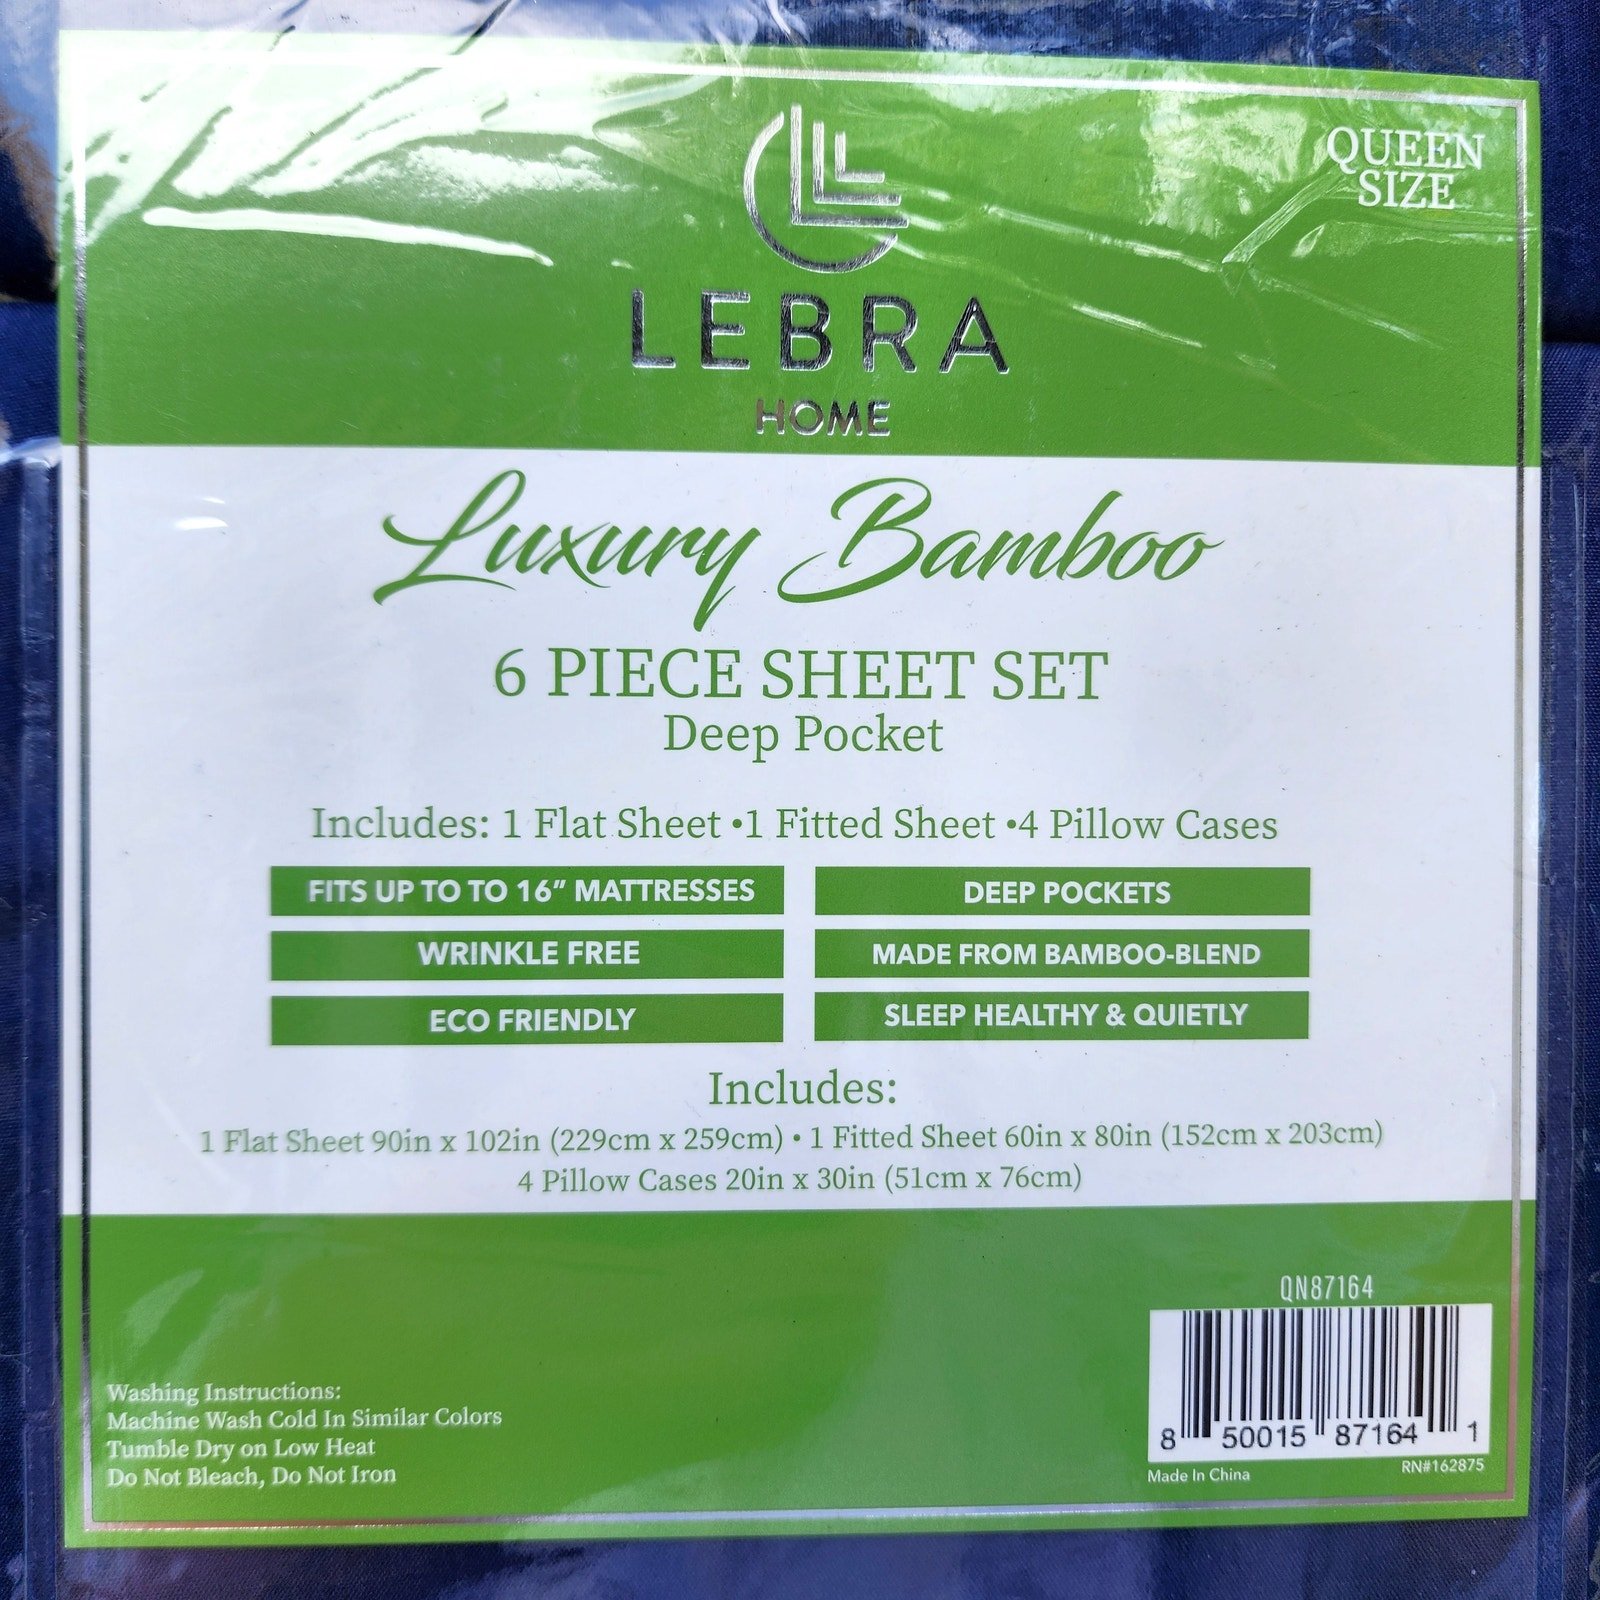 QUEEN
SIZE
LEBRA
HOME
Luxury Bamboo
6 PIECE SHEET SET
Deep Pocket
Includes: 1 Flat Sheet •1 Fitted Sheet •4 Pillow Cases
FITS UP TO TO 16” MATTRESSES
DEEP POCKETS
WRINKLE FREE
MADE FROM BAMBOO-BLEND
ECO FRIENDLY
SLEEP HEALTHY & QUIETLY
Includes:
1 Flat Sheet 90in x 102in (229cm x 259cm) • 1 Fitted Sheet 60in x 80in (152cm x 203cm)
4 Pillow Cases 20in x 30in (51cm x 76cm)
Washing Instructions:
Machine Wash Cold In Similar Colors
Tumble Dry on Low Heat
Do Not Bleach, Do Not Iron
QN87164
8 50015 87164 1
Made In China RN#162875